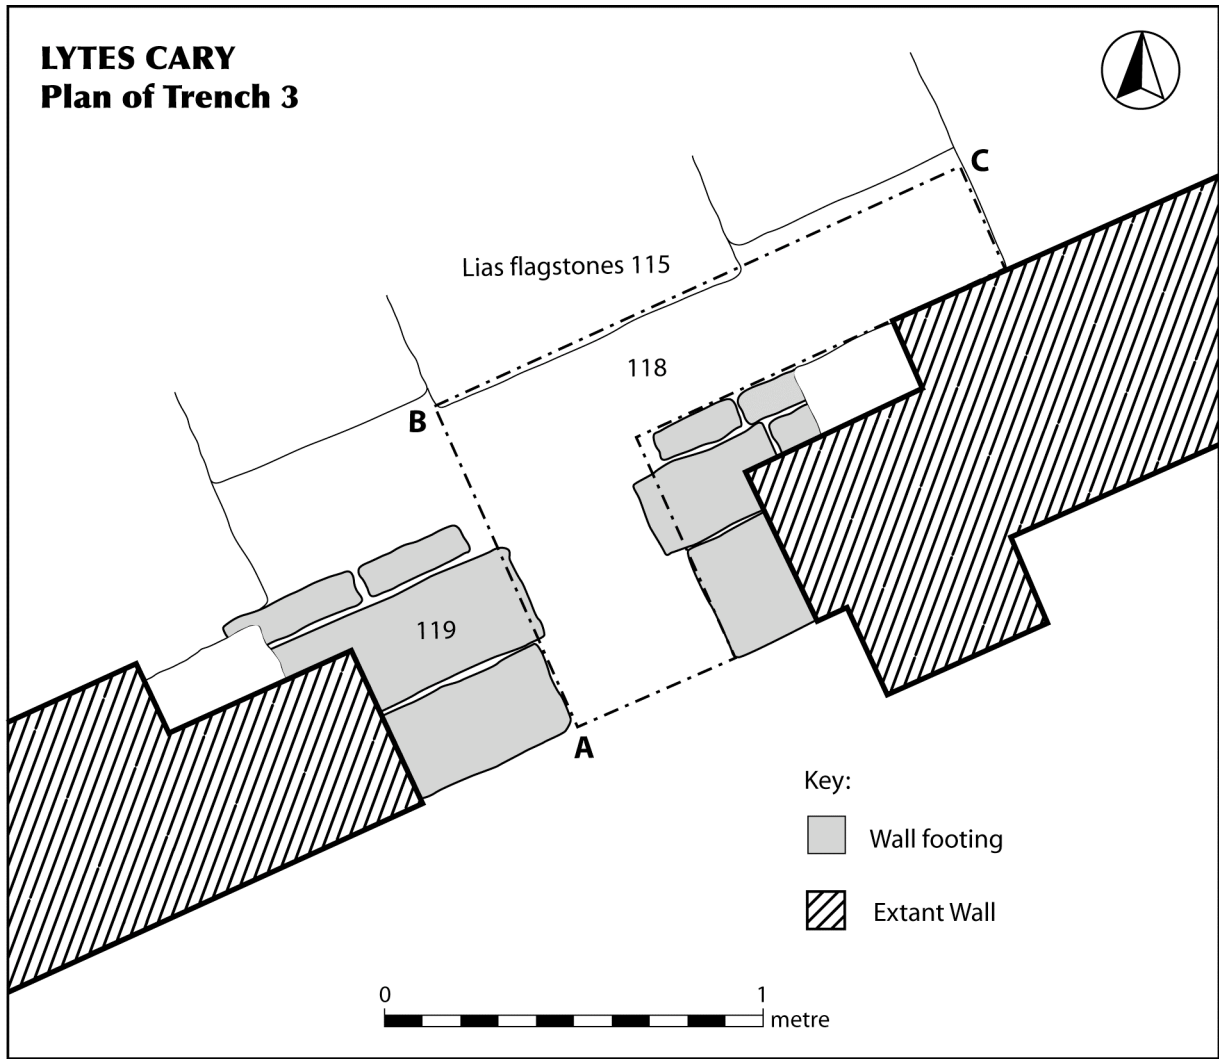 LYTES CARY
Plan of Trench 3
C
Lias flagstones 115
118
B
119
A
Key:
Wall footing
Extant Wall
0 1
metre